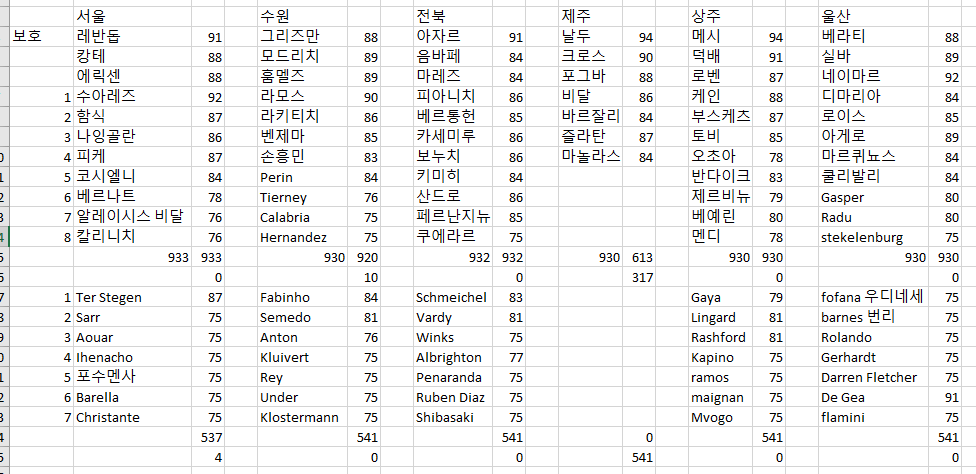 서울 수원 전북 제주 상주 울산
보호 레반돕 91 그리즈만 88 아자르 91 날두 94 메시 94 베라티 88
캉테 88 모드리치 89 음바페 84 크로스 90 덕배 91 실바 89
에릭센 88 훔멜즈 89 마레즈 84 포그바 88 로벤 87 네이마르 92
1 수아레즈 92 라모스 90 피아니치 86 비달 86 케인 88 디마리아 84
2 함식 87 라키티치 86 베르통헌 85 바르잘리 84 부스케츠 87 로이스 85
3 나잉골란 86 벤제마 85 카세미루 86 즐라탄 87 토비 85 아게로 89
4 피케 87 손흥민 83 보누치 86 마놀라스 84 오초아 78 마르퀴뇨스 84
5 코시엘니 84 Perin 84 키미히 84 반다이크 83 쿨리발리 84
6 베르나트 78 Tierney 76 산드로 86 제르비뉴 79 Gasper 80
7 알레이시스 비달 76 Calabria 75 페르난지뉴 85 베예린 80 Radu 80
8 칼리니치 76 Hernandez 75 쿠에라르 75 멘디 78 stekelenburg 75
933 933 930 920 932 932 930 613 930 930 930 930
0 10 0 317 0 0
1 Ter Stegen 87 Fabinho 84 Schmeichel 83 Gaya 79 fofana 우디네세 75
2 Sarr 75 Semedo 81 Vardy 81 Lingard 81 barnes 번리 75
3 Aouar 75 Anton 76 Winks 75 Rashford 81 Rolando 75
4 Ihenacho 75 Kluivert 75 Albrighton 77 Kapino 75 Gerhardt 75
5 포수멘사 75 Rey 75 Penaranda 75 ramos 75 Darren Fletcher 75
6 Barella 75 Under 75 Ruben Diaz 75 maignan 75 De Gea 91
7 Christante 75 Klostermann 75 Shibasaki 75 Mvogo 75 flamini 75
537 541 541 0 541 541
4 0 0 541 0 0